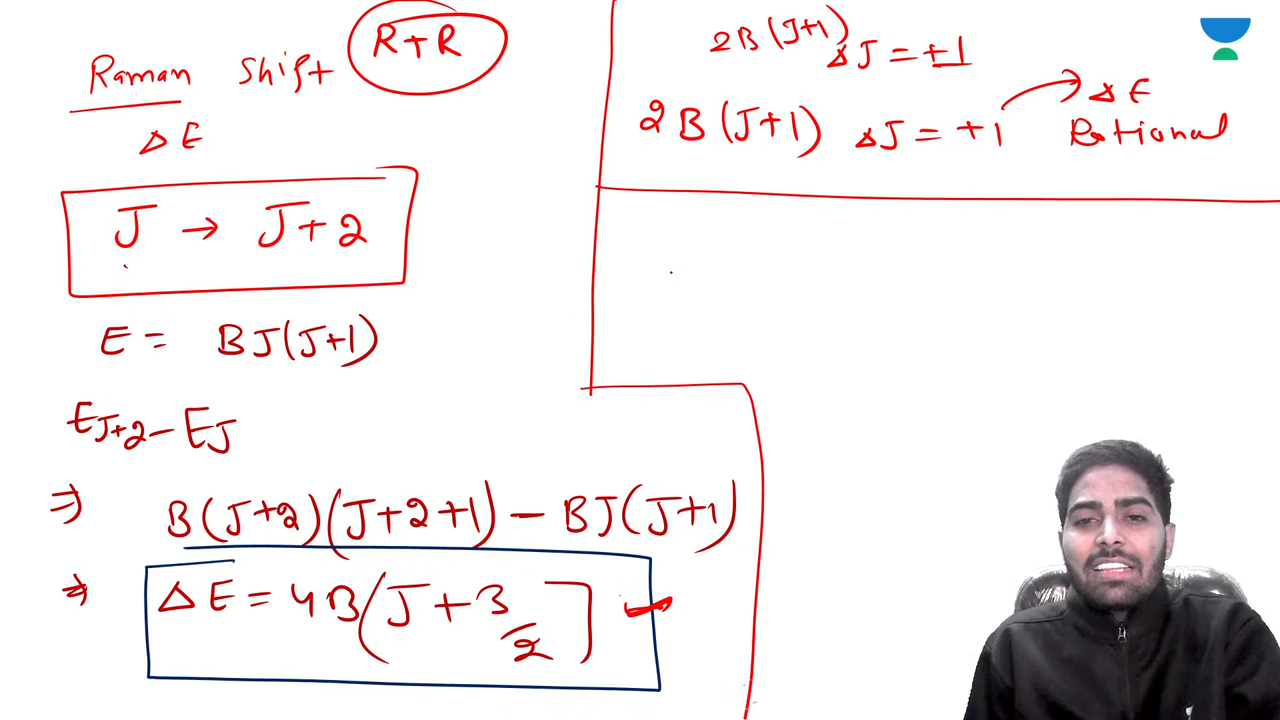 Raman Shift R+R
ΔE
J → J+2
E = BJ(J+1)
E_{J+2} - E_J
⇒ B(J+2)(J+2+1) - BJ(J+1)
⇒ ΔE = 4B(J + 3/2]
2B(J+1) ΔJ = +1
2B(J+1) ΔJ = +1 → ΔE
Rotional